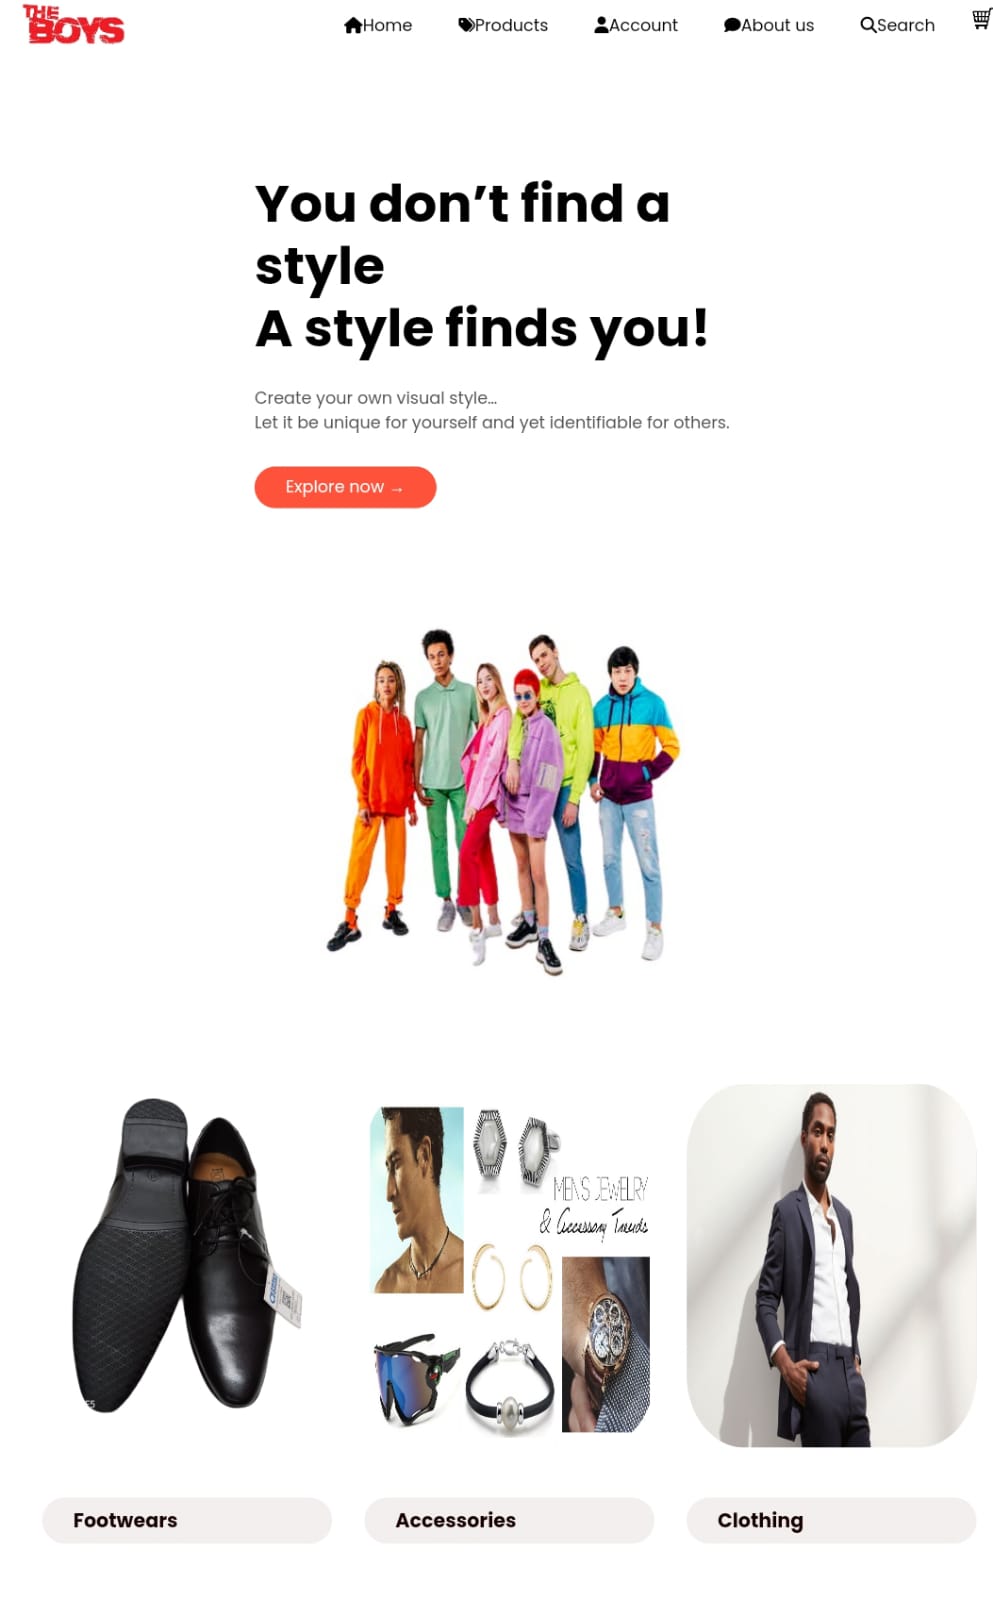 THE
BOYS
Home Products Account About us Search
You don’t find a
style
A style finds you!
Create your own visual style...
Let it be unique for yourself and yet identifiable for others.
Explore now →
MENS JEWELRY
& Accessory Trends
Footwears
Accessories
Clothing